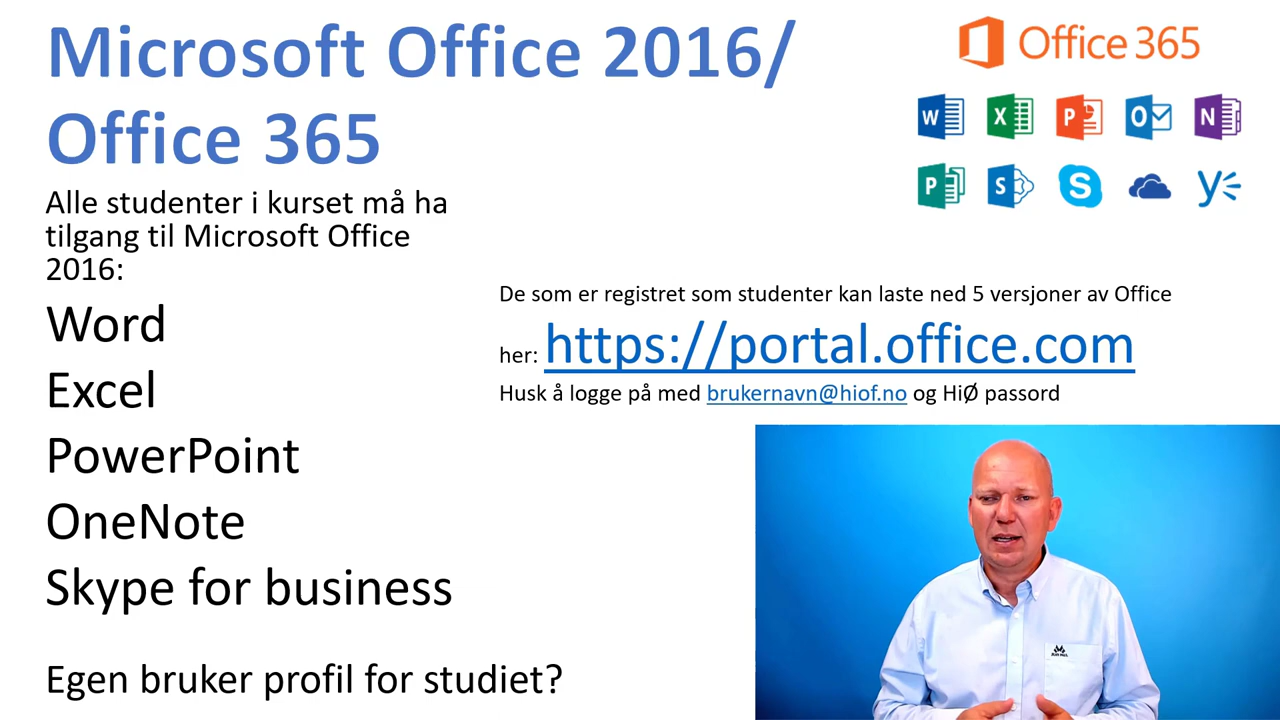 Microsoft Office 2016/
Office 365
Office 365
W
X
P
O
N
P
S
S
y
Alle studenter i kurset må ha
tilgang til Microsoft Office
2016:
Word
Excel
PowerPoint
OneNote
Skype for business
Egen bruker profil for studiet?
De som er registret som studenter kan laste ned 5 versjoner av Office
her: https://portal.office.com
Husk å logge på med brukernavn@hiof.no og HiØ passord